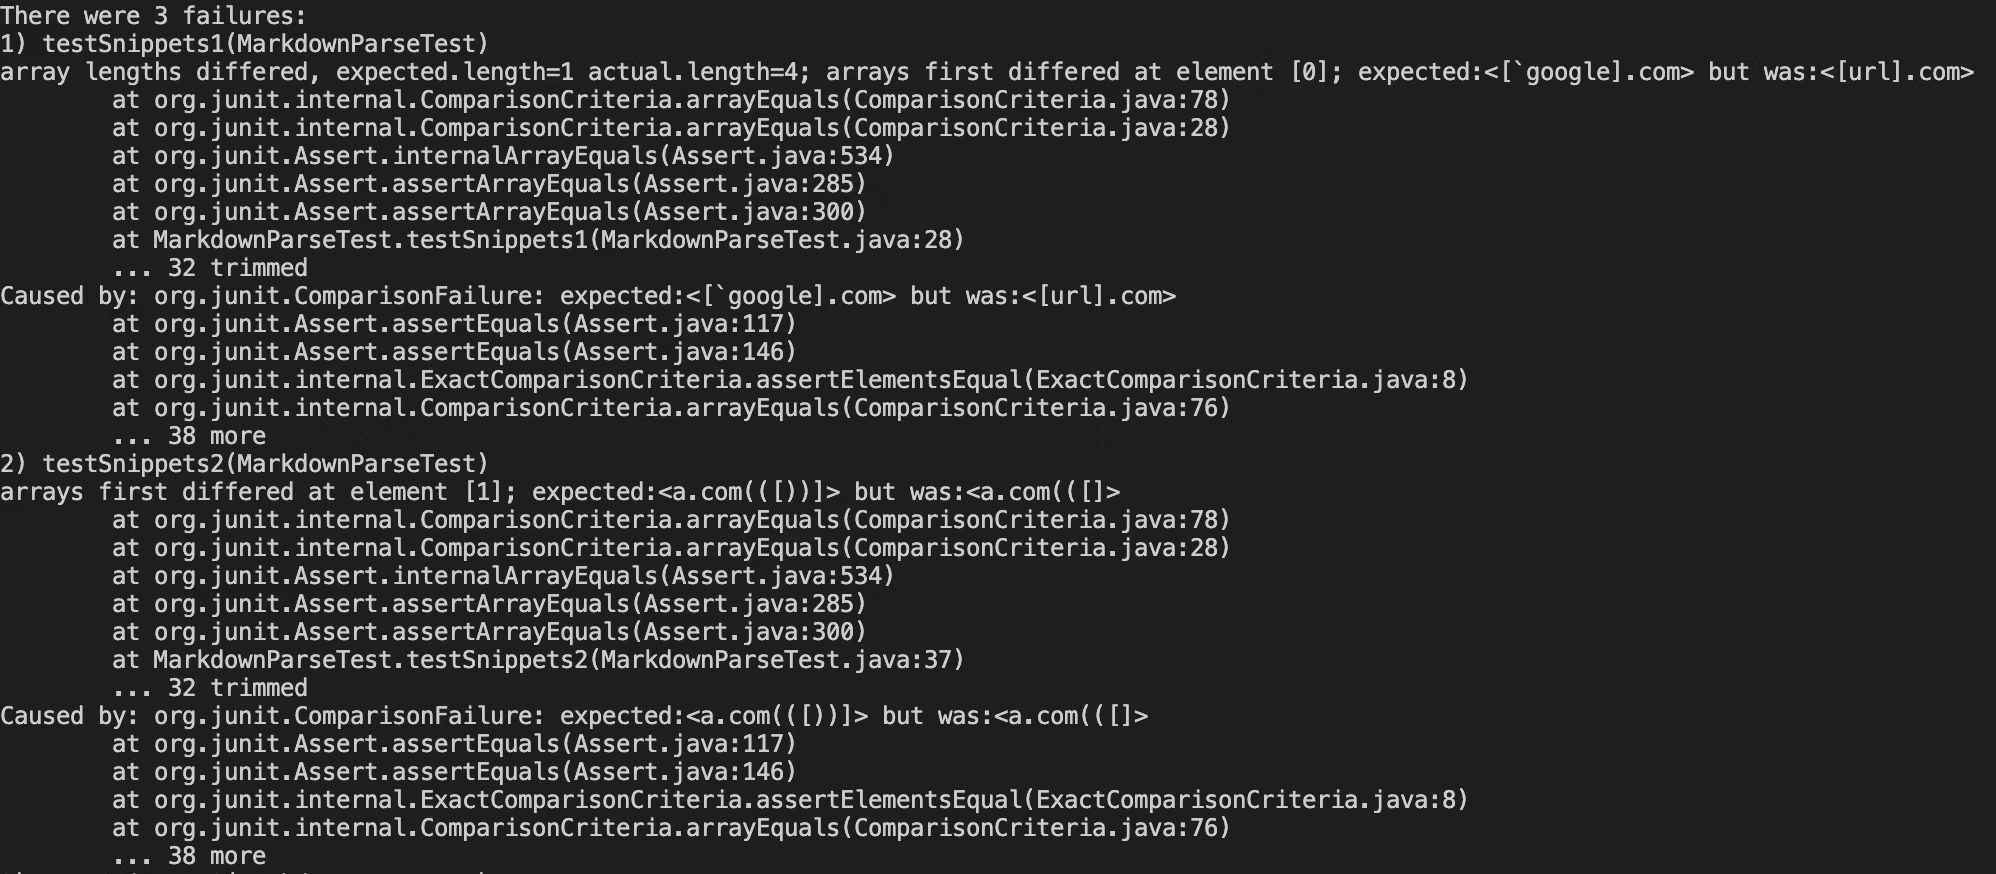 There were 3 failures:
1) testSnippets1(MarkdownParseTest)
array lengths differed, expected.length=1 actual.length=4; arrays first differed at element [0]; expected:<[`google].com> but was:<[url].com>
        at org.junit.internal.ComparisonCriteria.arrayEquals(ComparisonCriteria.java:78)
        at org.junit.internal.ComparisonCriteria.arrayEquals(ComparisonCriteria.java:28)
        at org.junit.Assert.internalArrayEquals(Assert.java:534)
        at org.junit.Assert.assertArrayEquals(Assert.java:285)
        at org.junit.Assert.assertArrayEquals(Assert.java:300)
        at MarkdownParseTest.testSnippets1(MarkdownParseTest.java:28)
        ... 32 trimmed
Caused by: org.junit.ComparisonFailure: expected:<[`google].com> but was:<[url].com>
        at org.junit.Assert.assertEquals(Assert.java:117)
        at org.junit.Assert.assertEquals(Assert.java:146)
        at org.junit.internal.ExactComparisonCriteria.assertElementsEqual(ExactComparisonCriteria.java:8)
        at org.junit.internal.ComparisonCriteria.arrayEquals(ComparisonCriteria.java:76)
        ... 38 more
2) testSnippets2(MarkdownParseTest)
arrays first differed at element [1]; expected:<a.com(([))]> but was:<a.com(([]>
        at org.junit.internal.ComparisonCriteria.arrayEquals(ComparisonCriteria.java:78)
        at org.junit.internal.ComparisonCriteria.arrayEquals(ComparisonCriteria.java:28)
        at org.junit.Assert.internalArrayEquals(Assert.java:534)
        at org.junit.Assert.assertArrayEquals(Assert.java:285)
        at org.junit.Assert.assertArrayEquals(Assert.java:300)
        at MarkdownParseTest.testSnippets2(MarkdownParseTest.java:37)
        ... 32 trimmed
Caused by: org.junit.ComparisonFailure: expected:<a.com(([))]> but was:<a.com(([]>
        at org.junit.Assert.assertEquals(Assert.java:117)
        at org.junit.Assert.assertEquals(Assert.java:146)
        at org.junit.internal.ExactComparisonCriteria.assertElementsEqual(ExactComparisonCriteria.java:8)
        at org.junit.internal.ComparisonCriteria.arrayEquals(ComparisonCriteria.java:76)
        ... 38 more